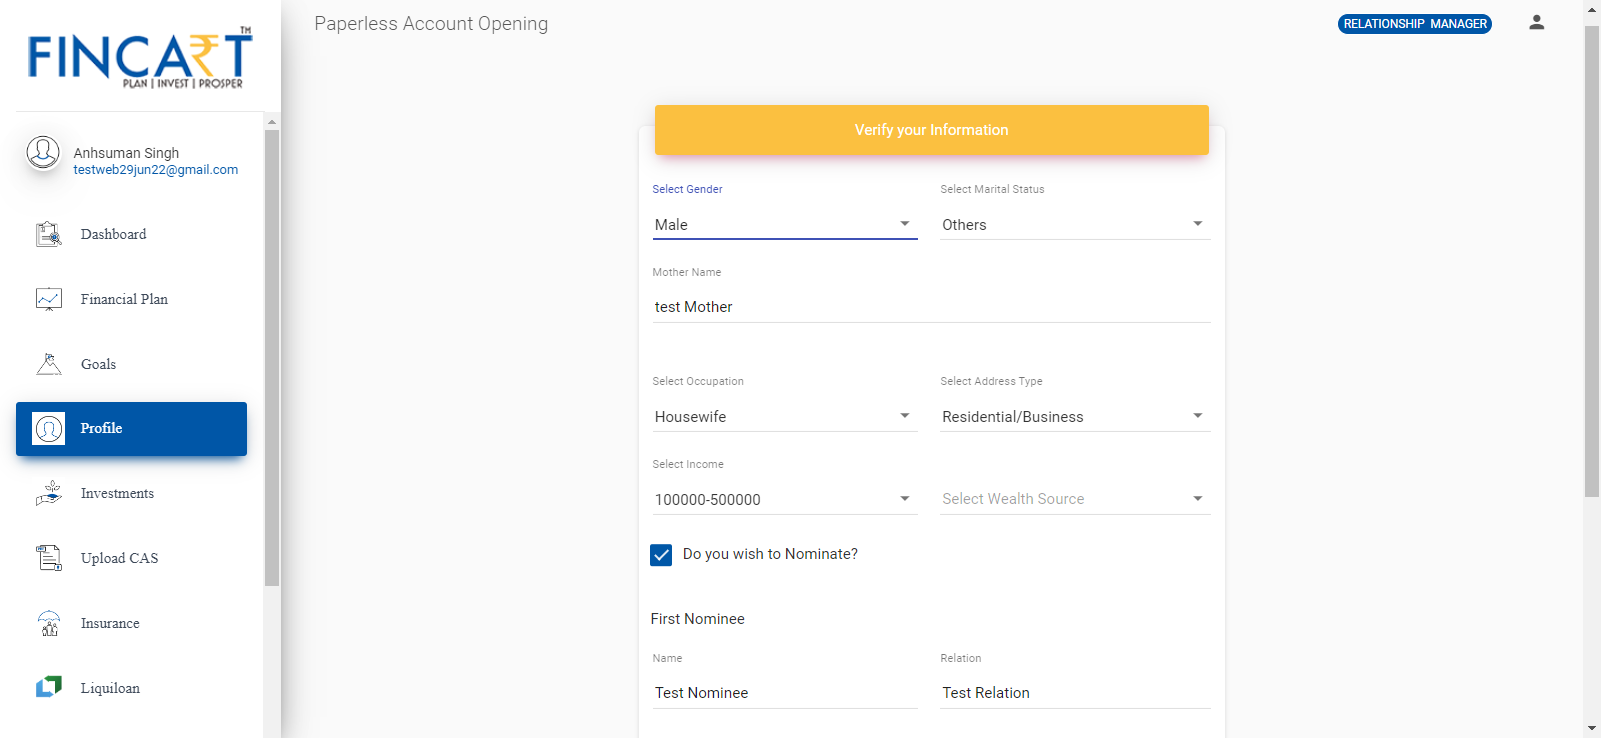 FINCART TM
PLAN | INVEST | PROSPER
Anhsuman Singh
testweb29jun22@gmail.com
Dashboard
Financial Plan
Goals
Profile
Investments
Upload CAS
Insurance
Liquiloan
Paperless Account Opening
RELATIONSHIP MANAGER
Verify your Information
Select Gender
Male
Select Marital Status
Others
Mother Name
test Mother
Select Occupation
Housewife
Select Address Type
Residential/Business
Select Income
100000-500000
Select Wealth Source
Do you wish to Nominate?
First Nominee
Name
Test Nominee
Relation
Test Relation